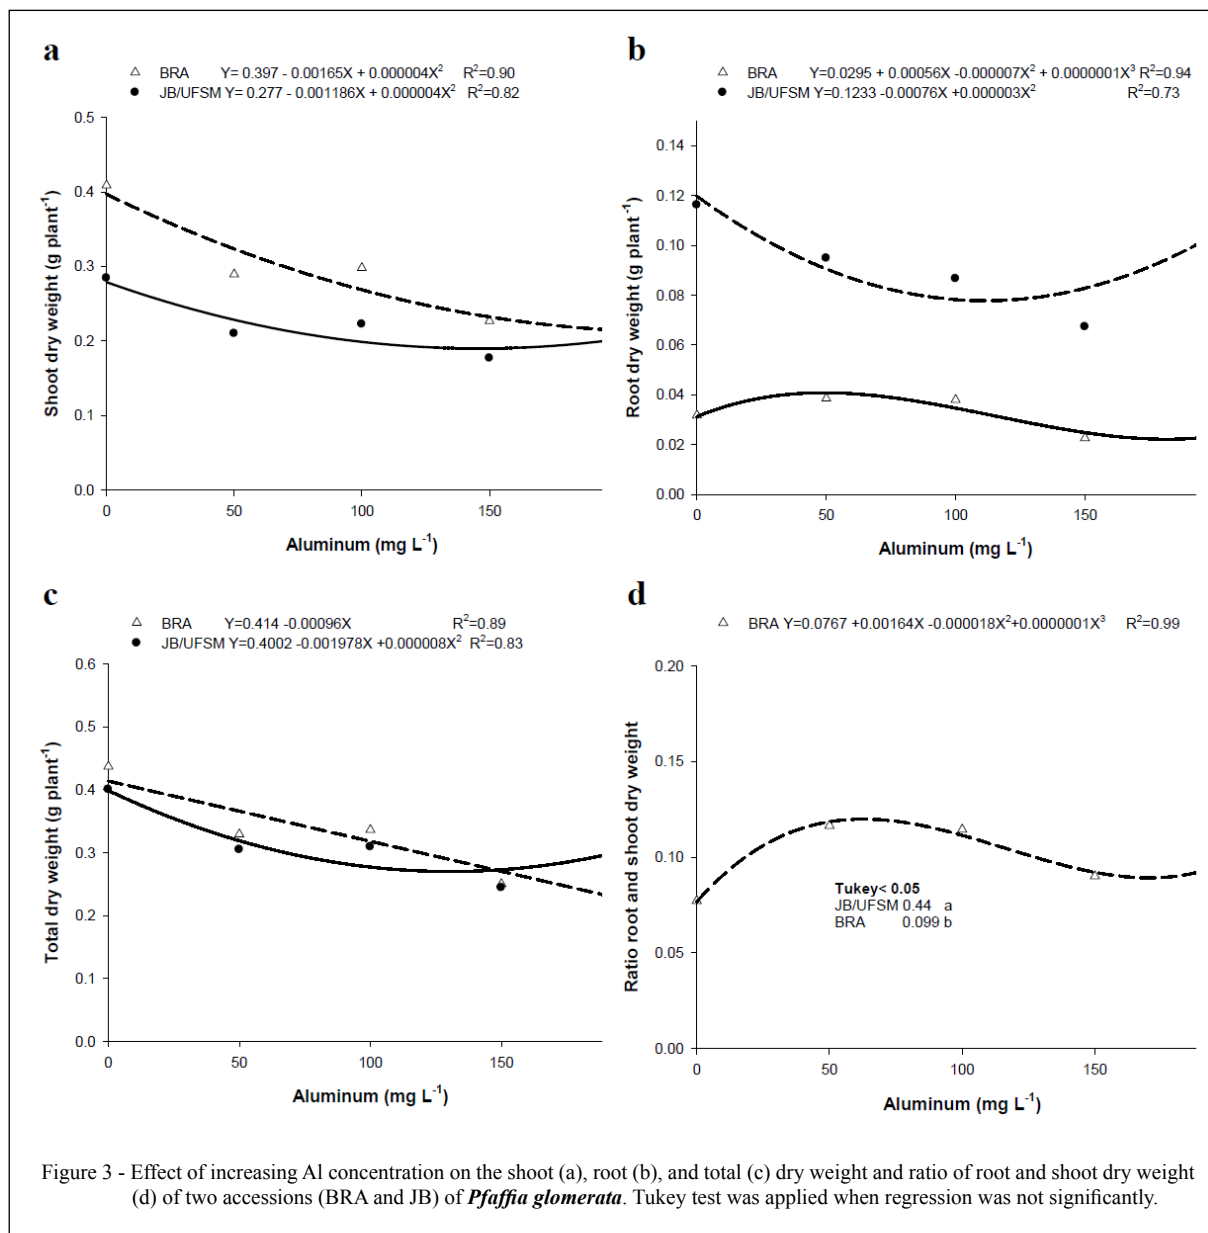 a
BRA Y= 0.397 - 0.00165X + 0.000004X² R²=0.90
JB/UFSM Y= 0.277 - 0.001186X + 0.000004X² R²=0.82
0.5
0.4
0.3
0.2
0.1
0.0
Shoot dry weight (g plant⁻¹)
0 50 100 150
Aluminum (mg L⁻¹)
b
BRA Y=0.0295 + 0.00056X -0.000007X² + 0.0000001X³ R²=0.94
JB/UFSM Y=0.1233 -0.00076X +0.000003X² R²=0.73
0.14
0.12
0.10
0.08
0.06
0.04
0.02
0.00
Root dry weight (g plant⁻¹)
0 50 100 150
Aluminum (mg L⁻¹)
c
BRA Y=0.414 -0.00096X R²=0.89
JB/UFSM Y=0.4002 -0.001978X +0.000008X² R²=0.83
0.6
0.5
0.4
0.3
0.2
0.1
0.0
Total dry weight (g plant⁻¹)
0 50 100 150
Aluminum (mg L⁻¹)
d
BRA Y=0.0767 +0.00164X -0.000018X²+0.0000001X³ R²=0.99
0.20
0.15
0.10
0.05
0.00
Ratio root and shoot dry weight
Tukey< 0.05
JB/UFSM 0.44 a
BRA 0.099 b
0 50 100 150
Aluminum (mg L⁻¹)
Figure 3 - Effect of increasing Al concentration on the shoot (a), root (b), and total (c) dry weight and ratio of root and shoot dry weight
(d) of two accessions (BRA and JB) of Pfaffia glomerata. Tukey test was applied when regression was not significantly.